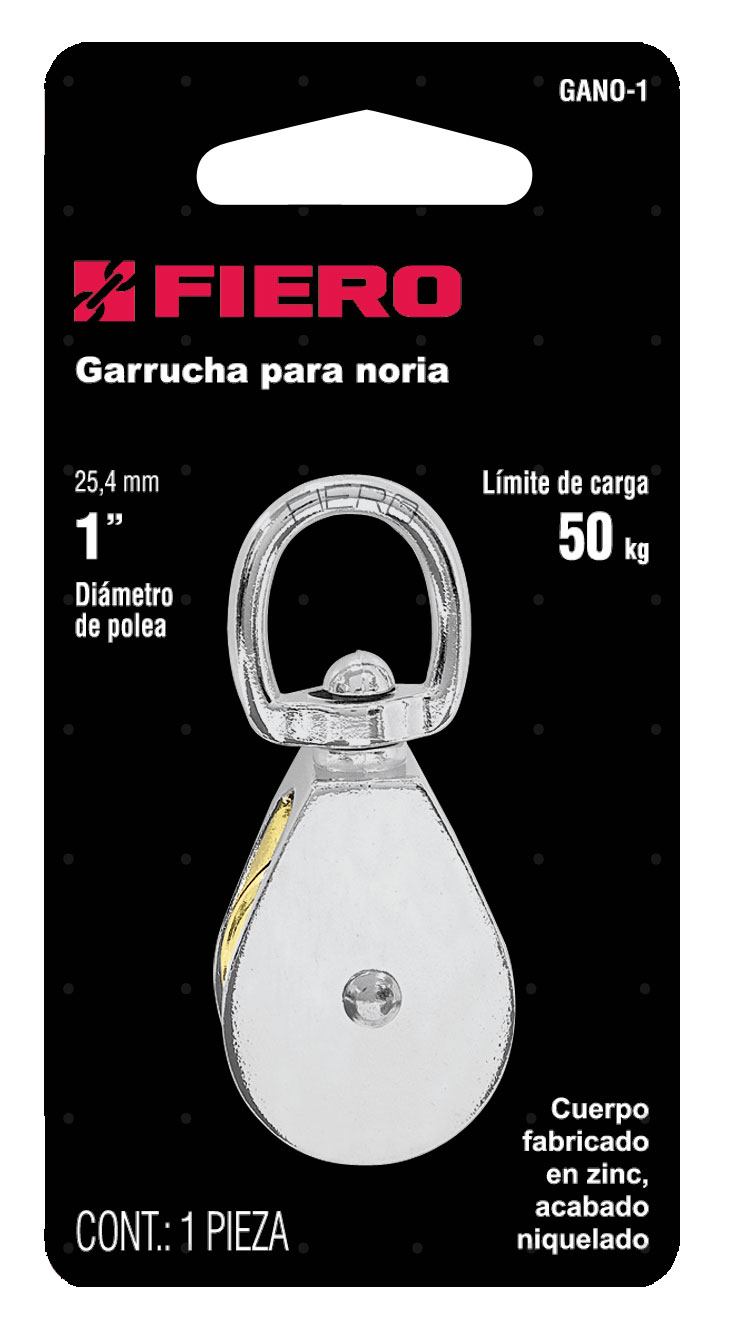 GANO-1
FIERO
Garrucha para noria
25,4 mm
1”
Diámetro
de polea
Límite de carga
50 kg
FIERO
Cuerpo
fabricado
en zinc,
acabado
niquelado
CONT.: 1 PIEZA